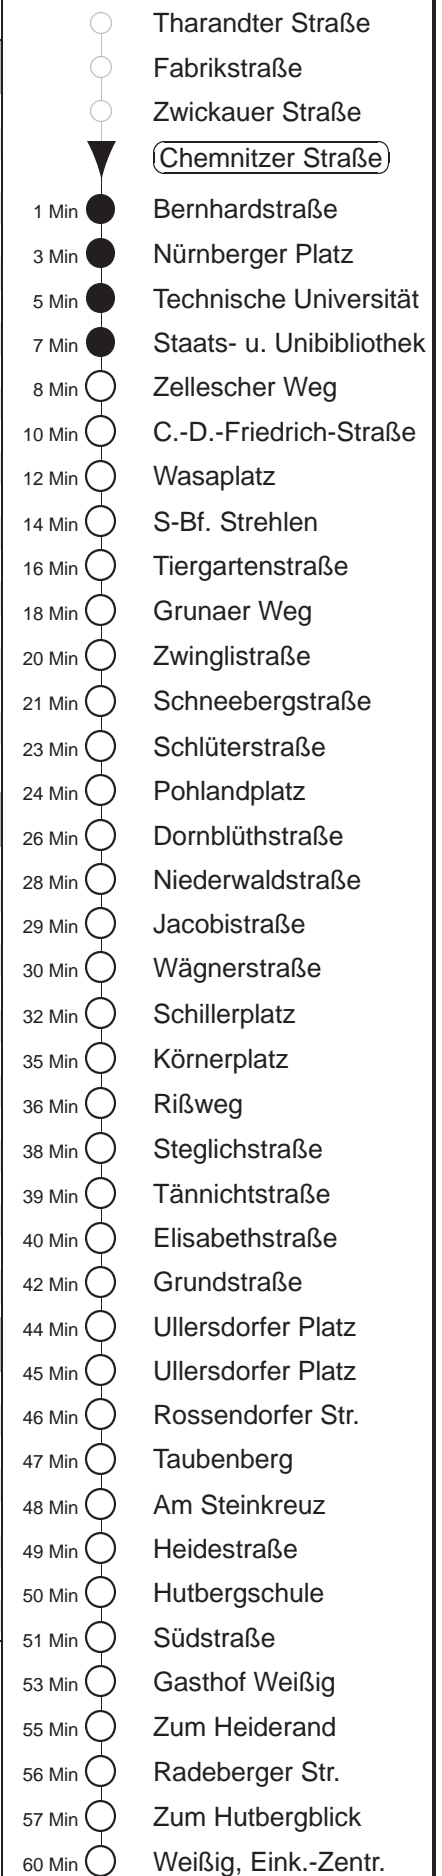 Tharandter Straße
Fabrikstraße
Zwickauer Straße
Chemnitzer Straße
1 Min Bernhardstraße
3 Min Nürnberger Platz
5 Min Technische Universität
7 Min Staats- u. Unibibliothek
8 Min Zellescher Weg
10 Min C.-D.-Friedrich-Straße
12 Min Wasaplatz
14 Min S-Bf. Strehlen
16 Min Tiergartenstraße
18 Min Grunaer Weg
20 Min Zwinglistraße
21 Min Schneebergstraße
23 Min Schlüterstraße
24 Min Pohlandplatz
26 Min Dornblüthstraße
28 Min Niederwaldstraße
29 Min Jacobistraße
30 Min Wägnerstraße
32 Min Schillerplatz
35 Min Körnerplatz
36 Min Rißweg
38 Min Steglichstraße
39 Min Tännichtstraße
40 Min Elisabethstraße
42 Min Grundstraße
44 Min Ullersdorfer Platz
45 Min Ullersdorfer Platz
46 Min Rossendorfer Str.
47 Min Taubenberg
48 Min Am Steinkreuz
49 Min Heidestraße
50 Min Hutbergschule
51 Min Südstraße
53 Min Gasthof Weißig
55 Min Zum Heiderand
56 Min Radeberger Str.
57 Min Zum Hutbergblick
60 Min Weißig, Eink.-Zentr.